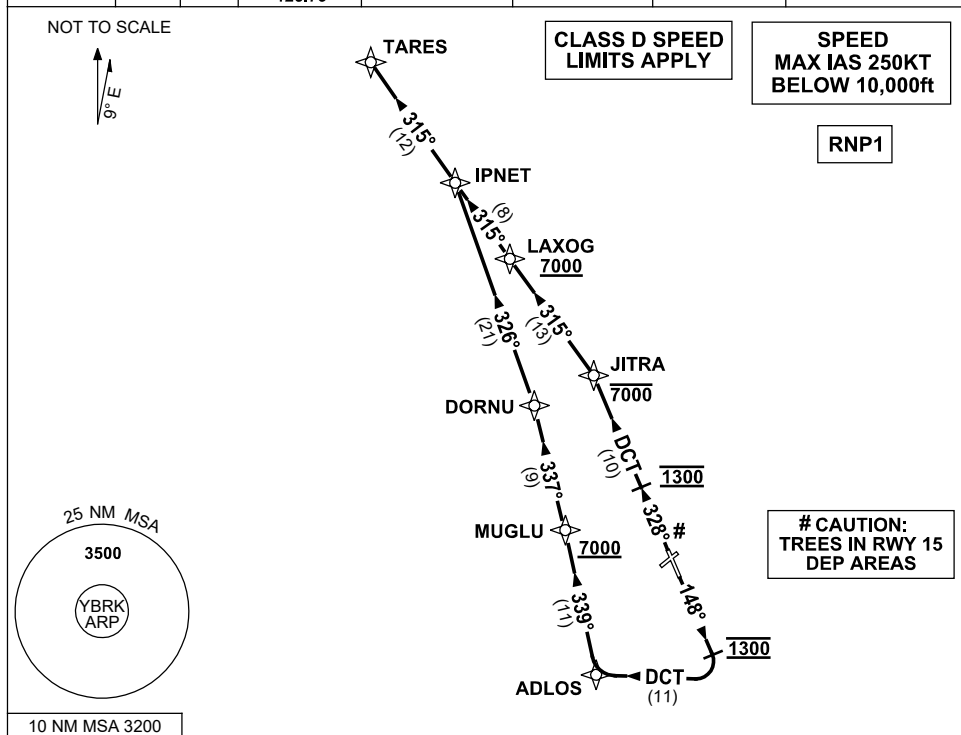 NOT TO SCALE
9° E
TARES
CLASS D SPEED
LIMITS APPLY
SPEED
MAX IAS 250KT
BELOW 10,000ft
RNP1
315°
(12)
IPNET
(8)
315°
LAXOG
7000
315°
(13)
326°
(21)
JITRA
7000
DORNU
DCT
(10)
1300
337°
(9)
328°
#
MUGLU
7000
# CAUTION:
TREES IN RWY 15
DEP AREAS
25 NM MSA
3500
YBRK
ARP
339°
(11)
148°
1300
ADLOS
DCT
(11)
10 NM MSA 3200